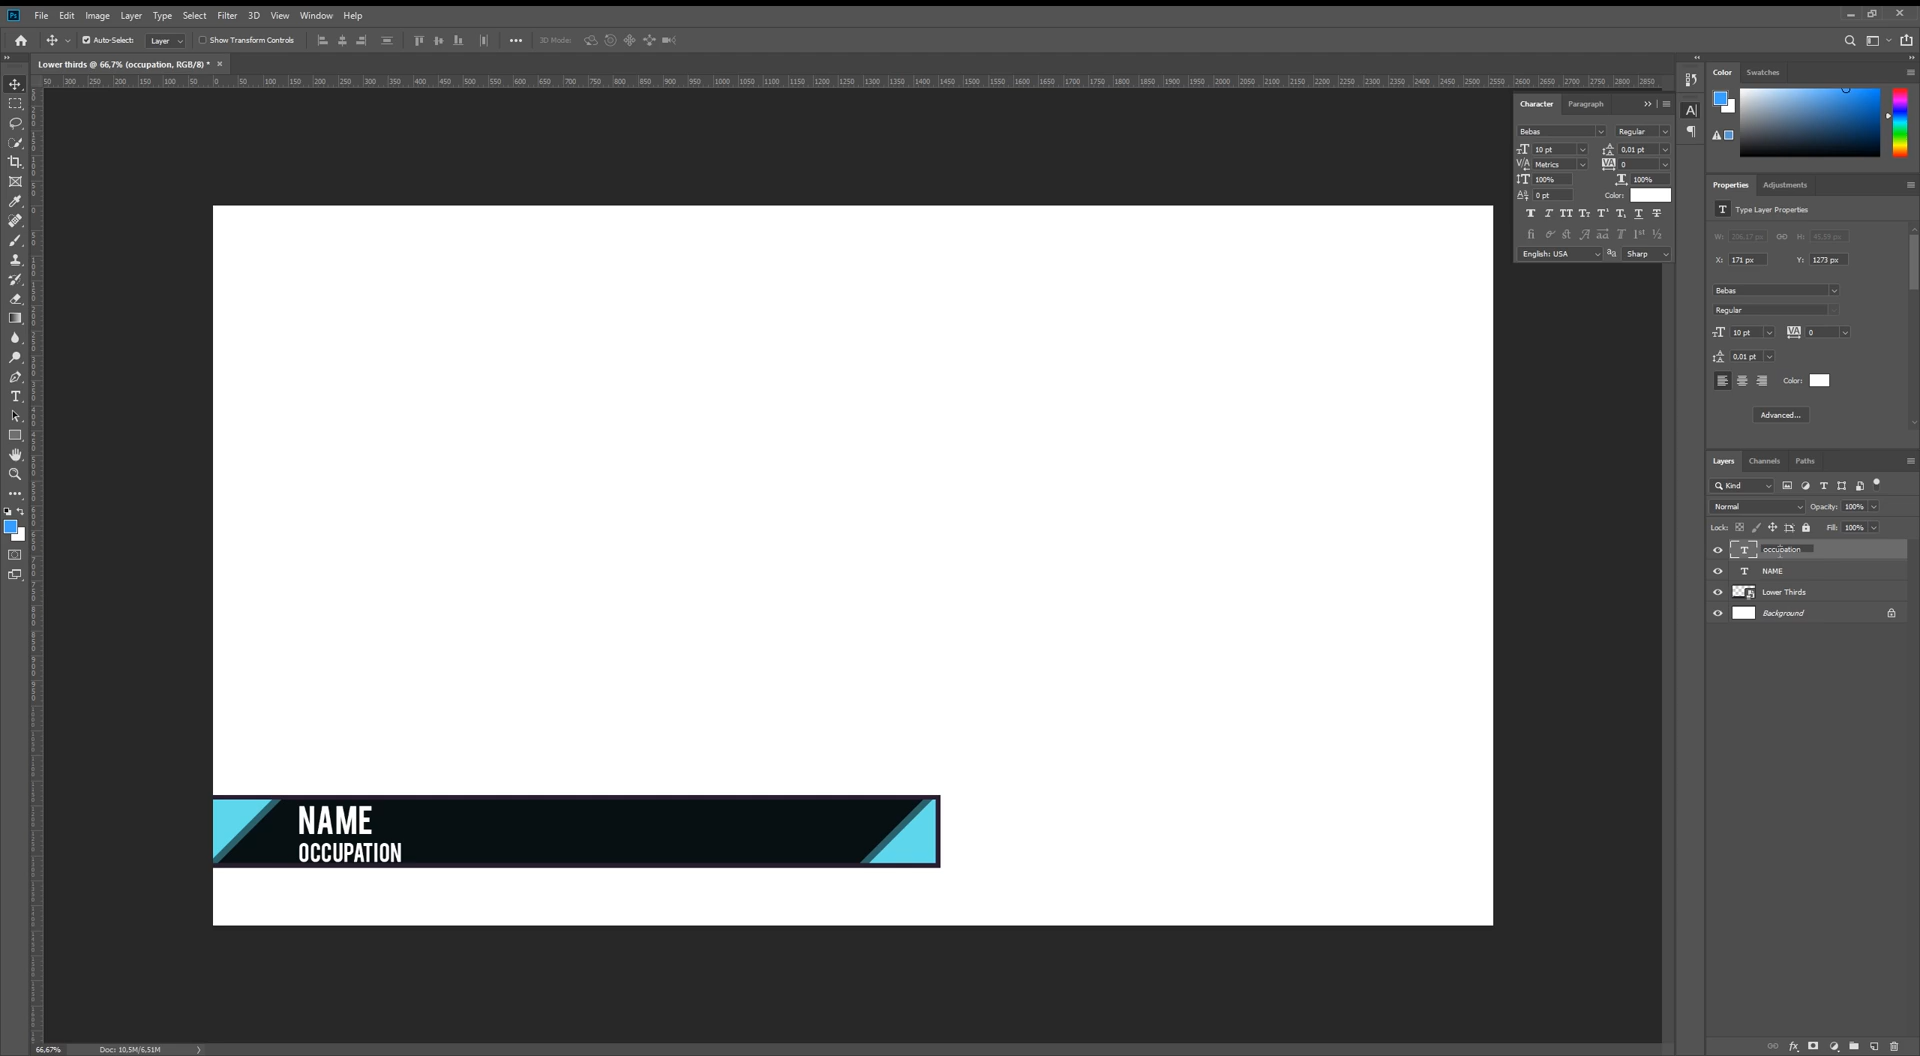 File Edit Image Layer Type Select Filter 3D View Window Help
Auto-Select: Layer Show Transform Controls 3D Mode:
Lower thirds @ 66,7% (occupation, RGB/8) *
Color Swatches
Character Paragraph
Bebas Regular
10 pt 0,01 pt
Metrics 0
100% 100%
0 pt Color:
English: USA Sharp
Properties Adjustments
Type Layer Properties
W: H:
X: 171 px Y: 1273 px
Bebas
Regular
10 pt 0
0,01 pt
Color:
Advanced...
Layers Channels Paths
Kind
Normal Opacity: 100%
Lock: Fill: 100%
occupation
NAME
Lower Thirds
Background
NAME
OCCUPATION
66,67% Doc: 10,5M/6,51M